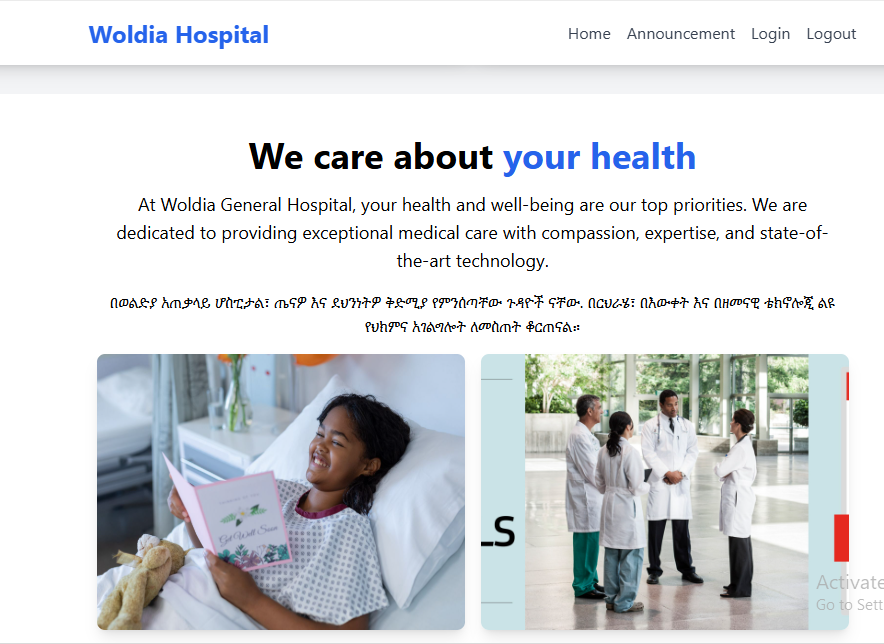 Woldia Hospital
Home Announcement Login Logout
We care about your health
At Woldia General Hospital, your health and well-being are our top priorities. We are
dedicated to providing exceptional medical care with compassion, expertise, and state-of-
the-art technology.
በወልድያ አጠቃላይ ሆስፒታል፣ ጤናዎ እና ደህንነትዎ ቅድሚያ የምንሰጣቸው ጉዳዮች ናቸው. በርህራሄ፣ በእውቀት እና በዘመናዊ ቴክኖሎጂ ልዩ
የህክምና አገልግሎት ለመስጠት ቆርጠናል።
Get Well Soon
LS
Activate
Go to Sett